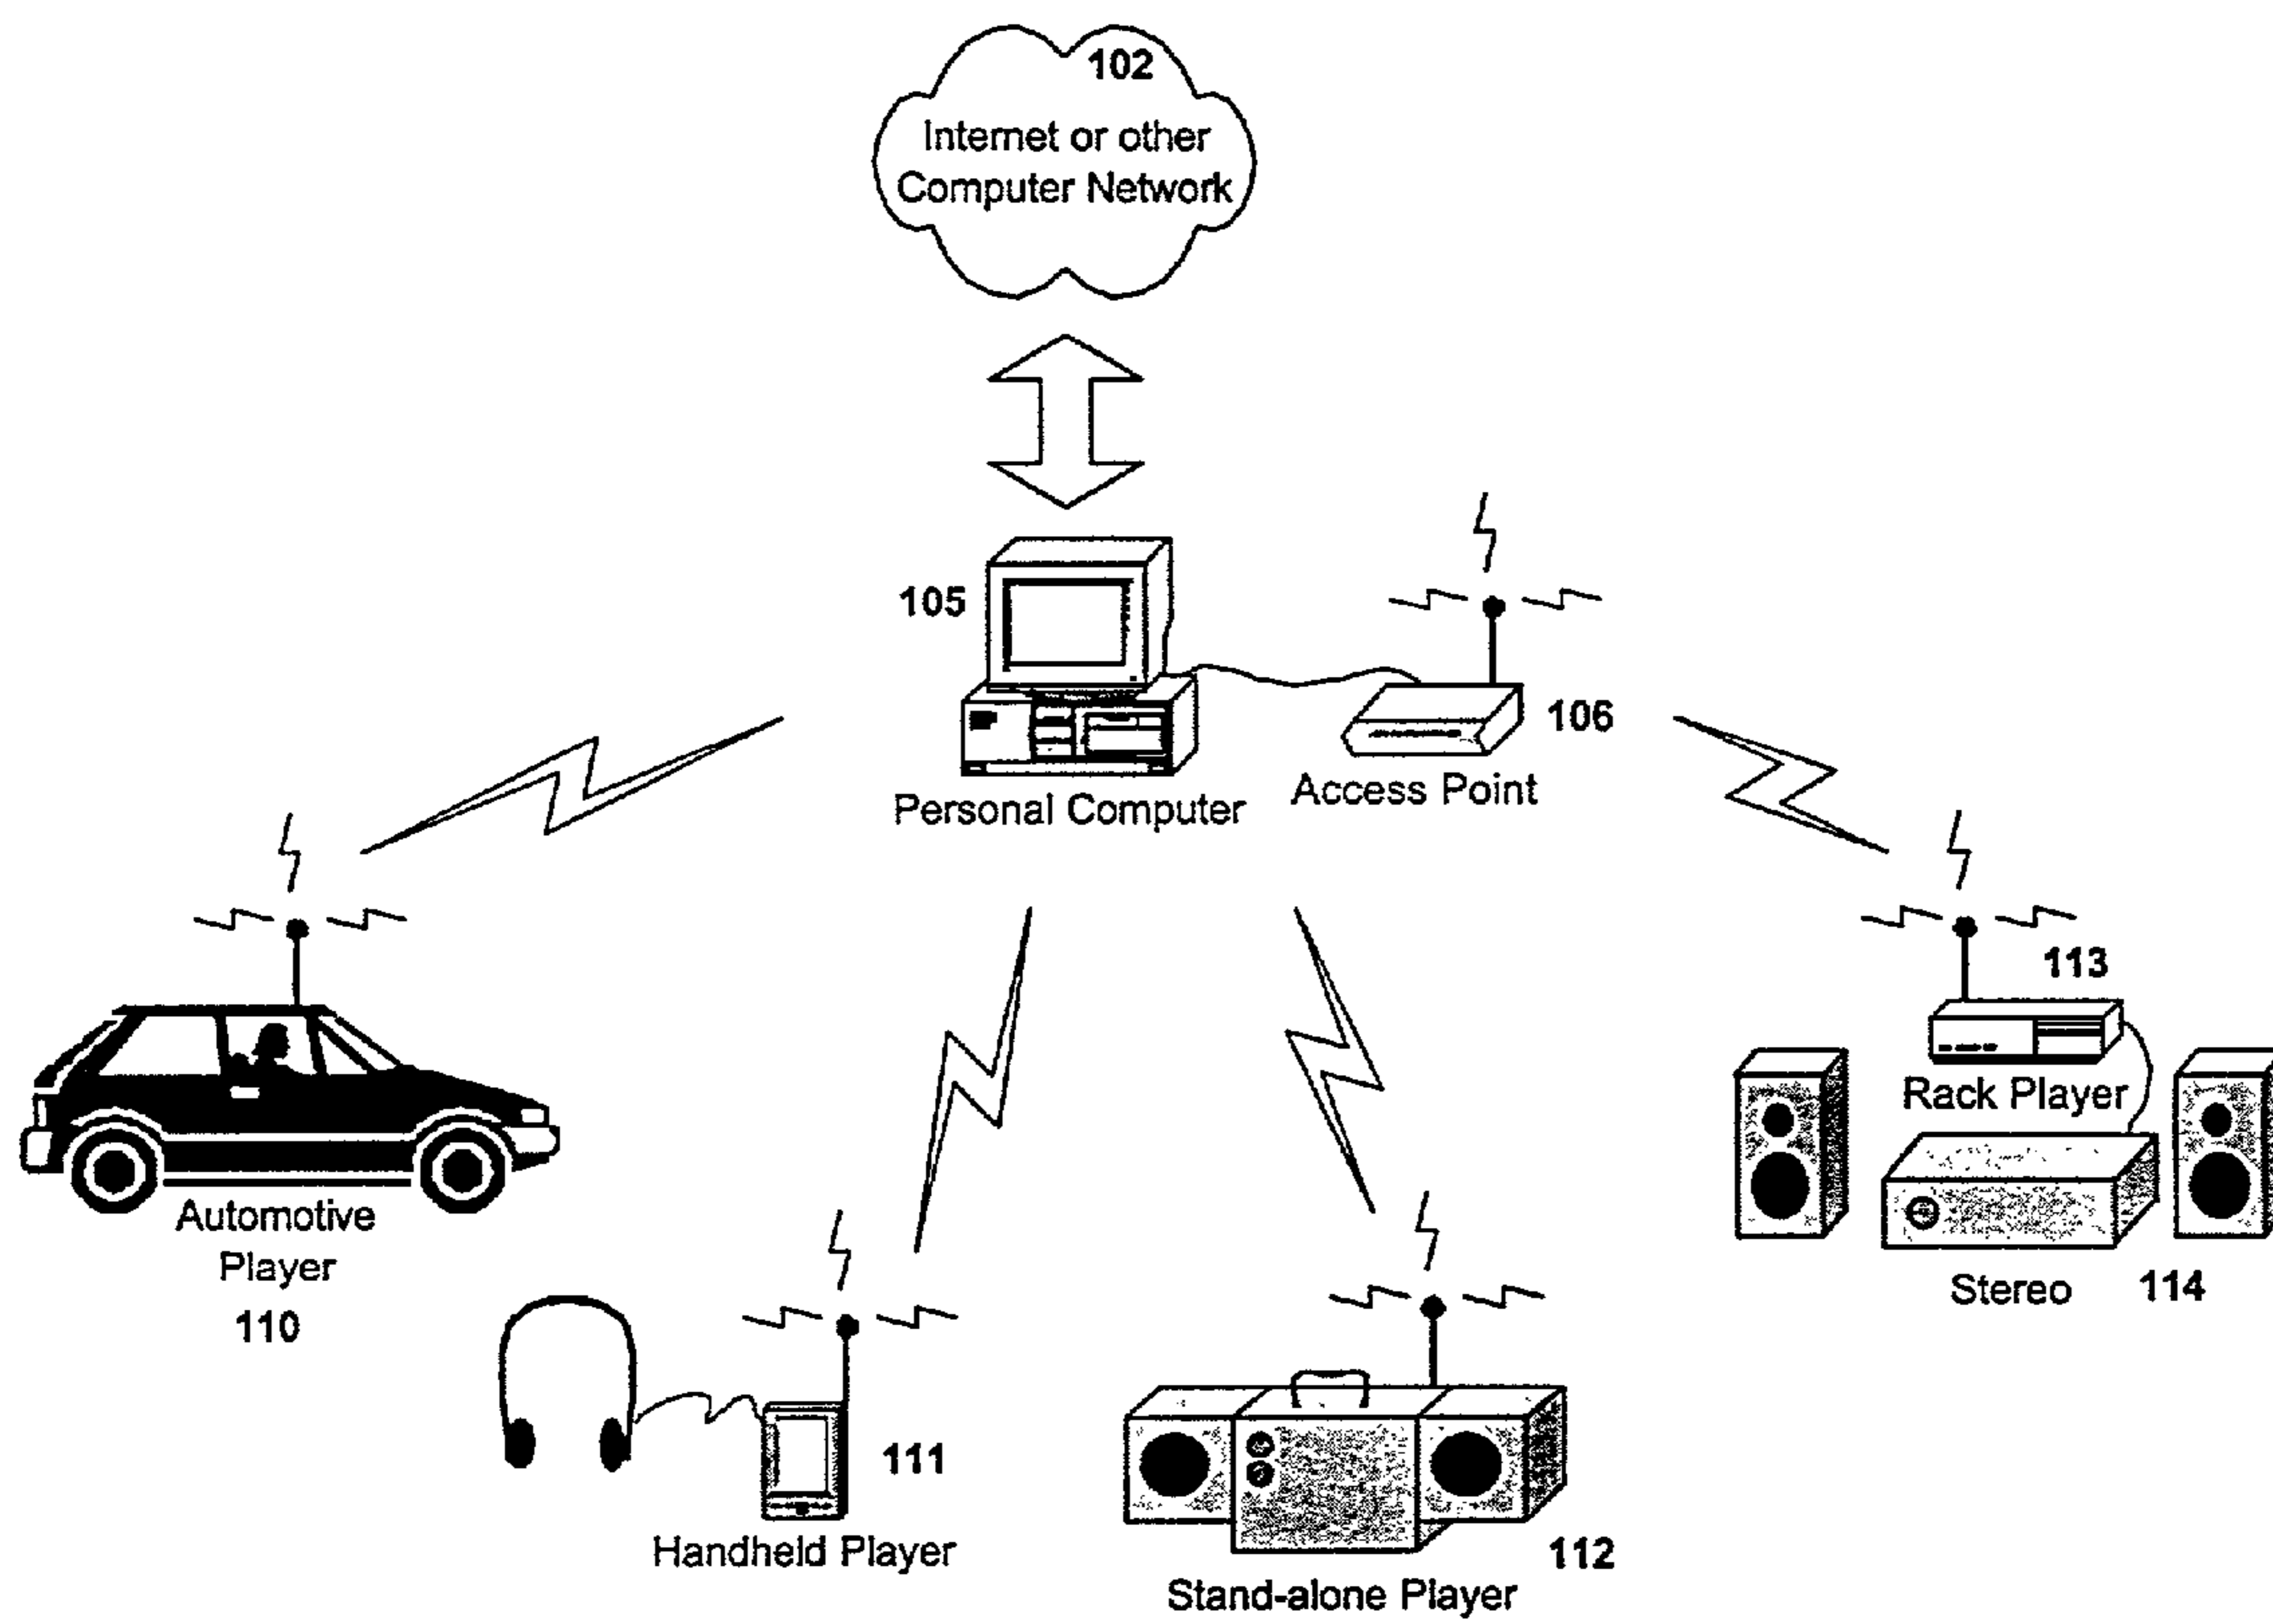 102
Internet or other
Computer Network
105
106
Access Point
Personal Computer
113
Rack Player
Automotive
Player
110
Stereo 114
111
Handheld Player
112
Stand-alone Player